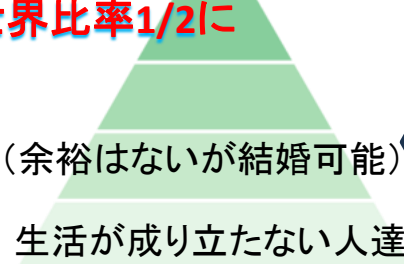 世界比率1/2に
（余裕はないが結婚可能）
生活が成り立たない人達